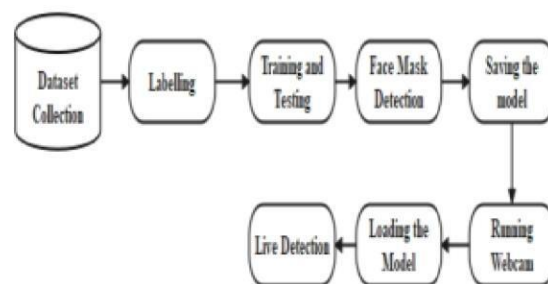 Dataset
Collection
Labelling
Training and
Testing
Face Mask
Detection
Saving the
model
Running
Webcam
Loading the
Model
Live Detection